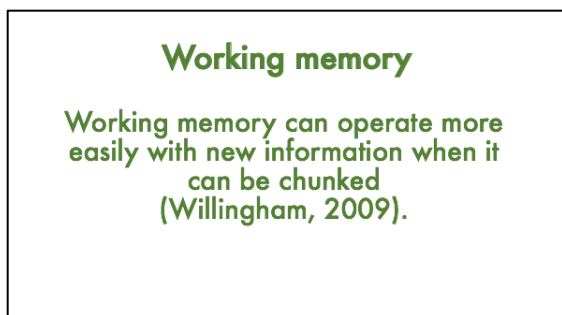 Working memory
Working memory can operate more
easily with new information when it
can be chunked
(Willingham, 2009).